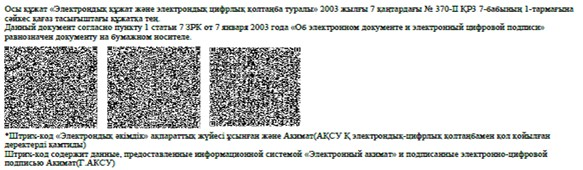 Осы құжат «Электрондық құжат және электрондық цифрлық қолтаңба туралы» 2003 жылғы 7 қаңтардағы № 370-II ҚРЗ 7-бабының 1-тармағына
сәйкес қағаз тасығыштағы құжатқа тең.
Данный документ согласно пункту 1 статьи 7 ЗРК от 7 января 2003 года «Об электронном документе и электронный цифровой подписи»
равнозначен документу на бумажном носителе.
*Штрих-код «Электрондық әкімдік» ақпараттық жүйесі ұсынған және Акимат(АҚСУ Қ электрондық-цифрлық қолтаңбамен қол қойылған
деректерді қамтиды)
Штрих-код содержит данные, предоставленные информационной системой «Электронный акимат» и подписанные электронно-цифровой
подписью Акимат(Г.АКСУ)